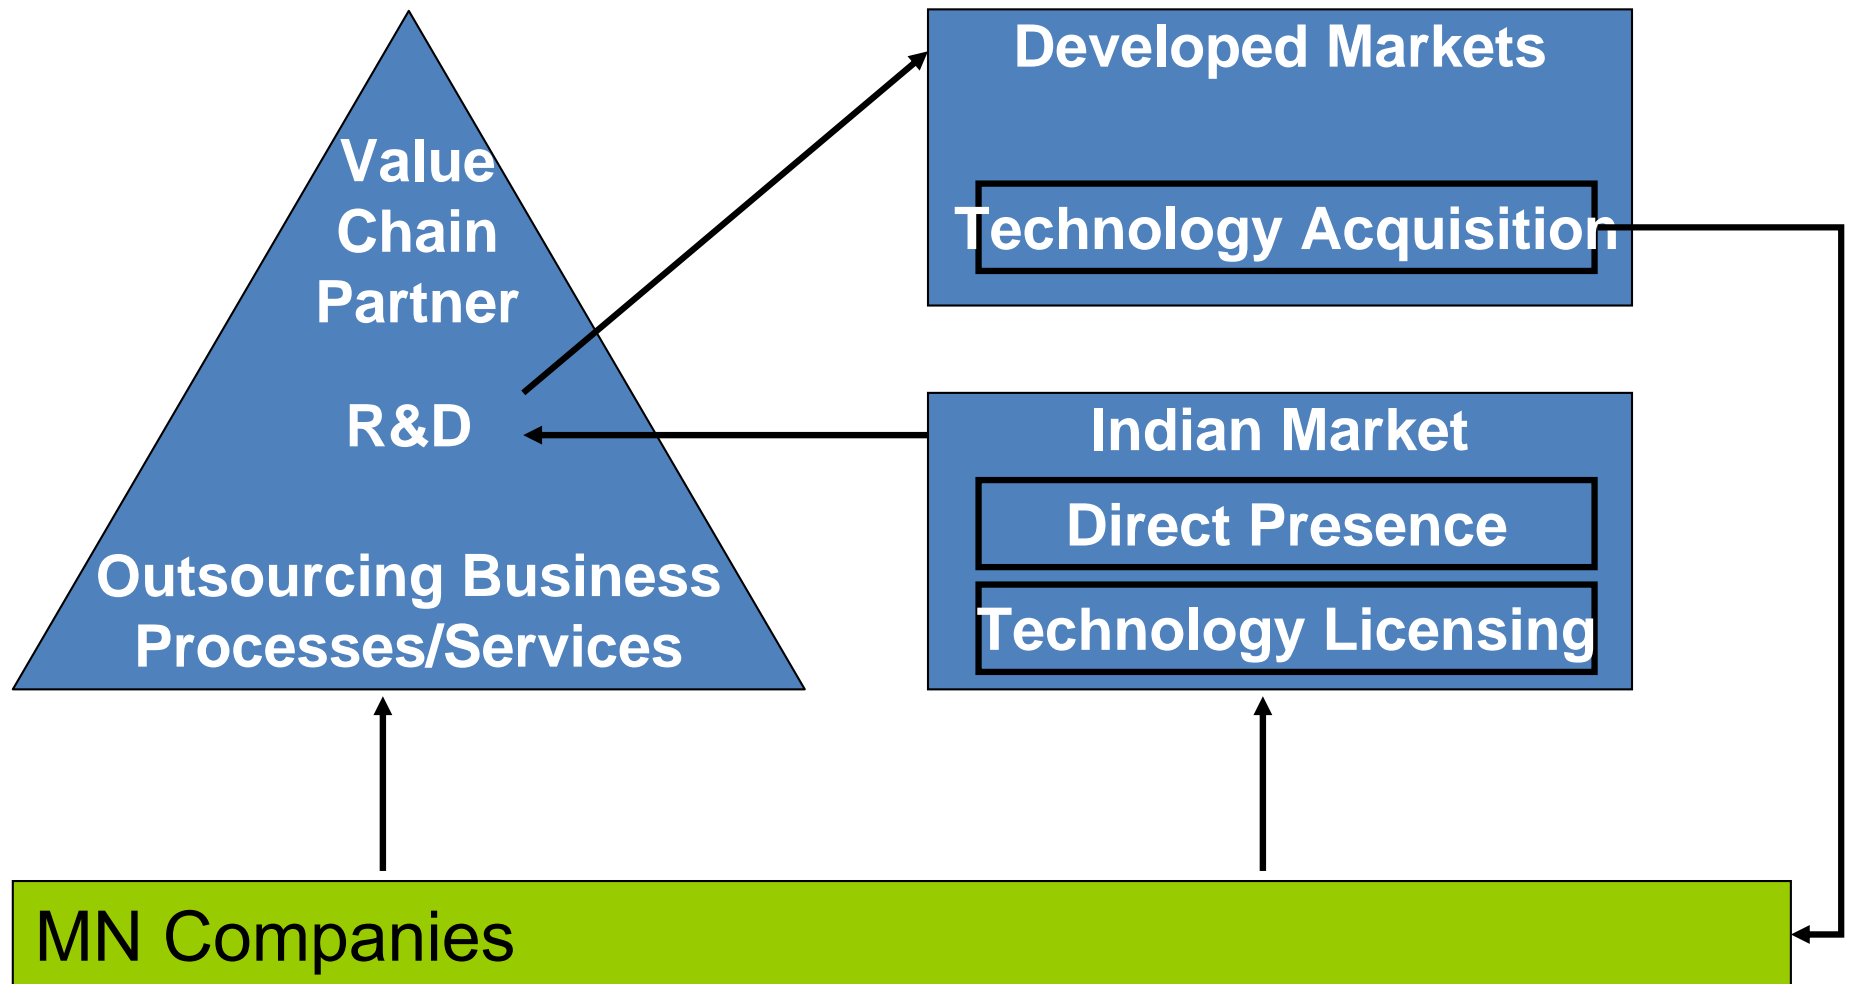 Value
Chain
Partner
R&D
Outsourcing Business
Processes/Services
Developed Markets
Technology Acquisition
Indian Market
Direct Presence
Technology Licensing
MN Companies